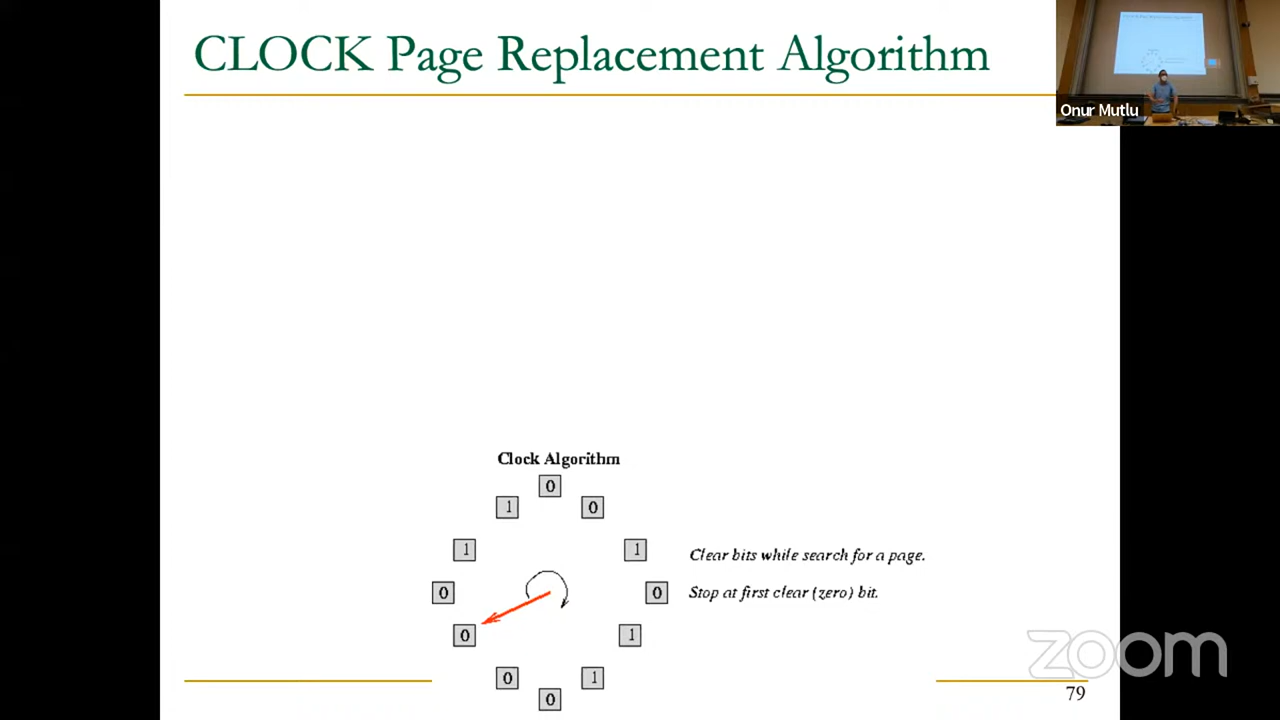 CLOCK Page Replacement Algorithm
Onur Mutlu
Clock Algorithm
0
1
0
1
1
Clear bits while search for a page.
0
0
Stop at first clear (zero) bit.
0
1
0
1
0
zoom
79